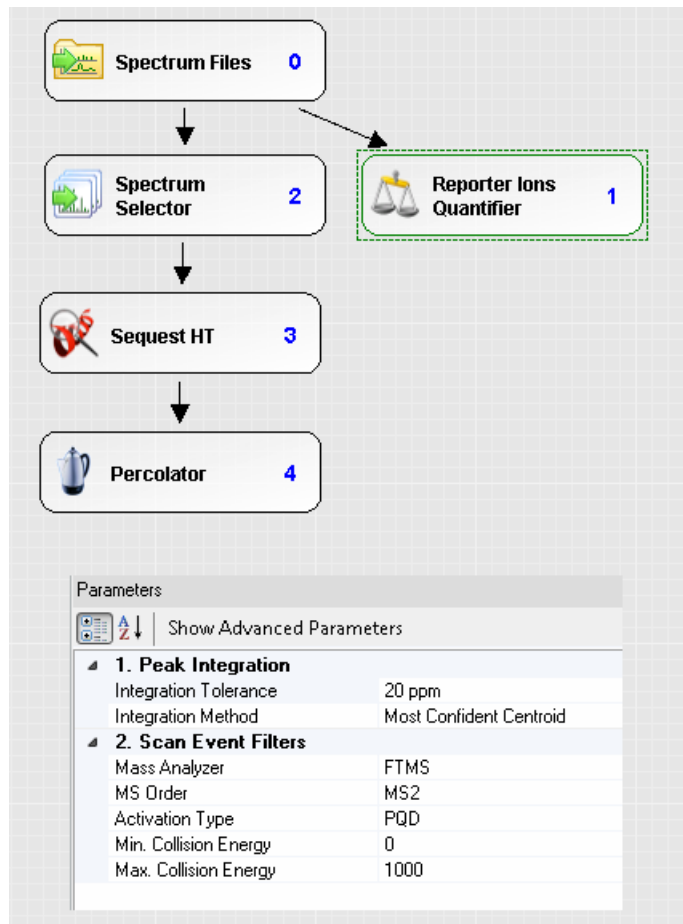 Spectrum Files 0
Spectrum
Selector 2
Reporter Ions
Quantifier 1
Sequest HT 3
Percolator 4
Parameters
A
Z Show Advanced Parameters
1. Peak Integration
Integration Tolerance 20 ppm
Integration Method Most Confident Centroid
2. Scan Event Filters
Mass Analyzer FTMS
MS Order MS2
Activation Type PQD
Min. Collision Energy 0
Max. Collision Energy 1000